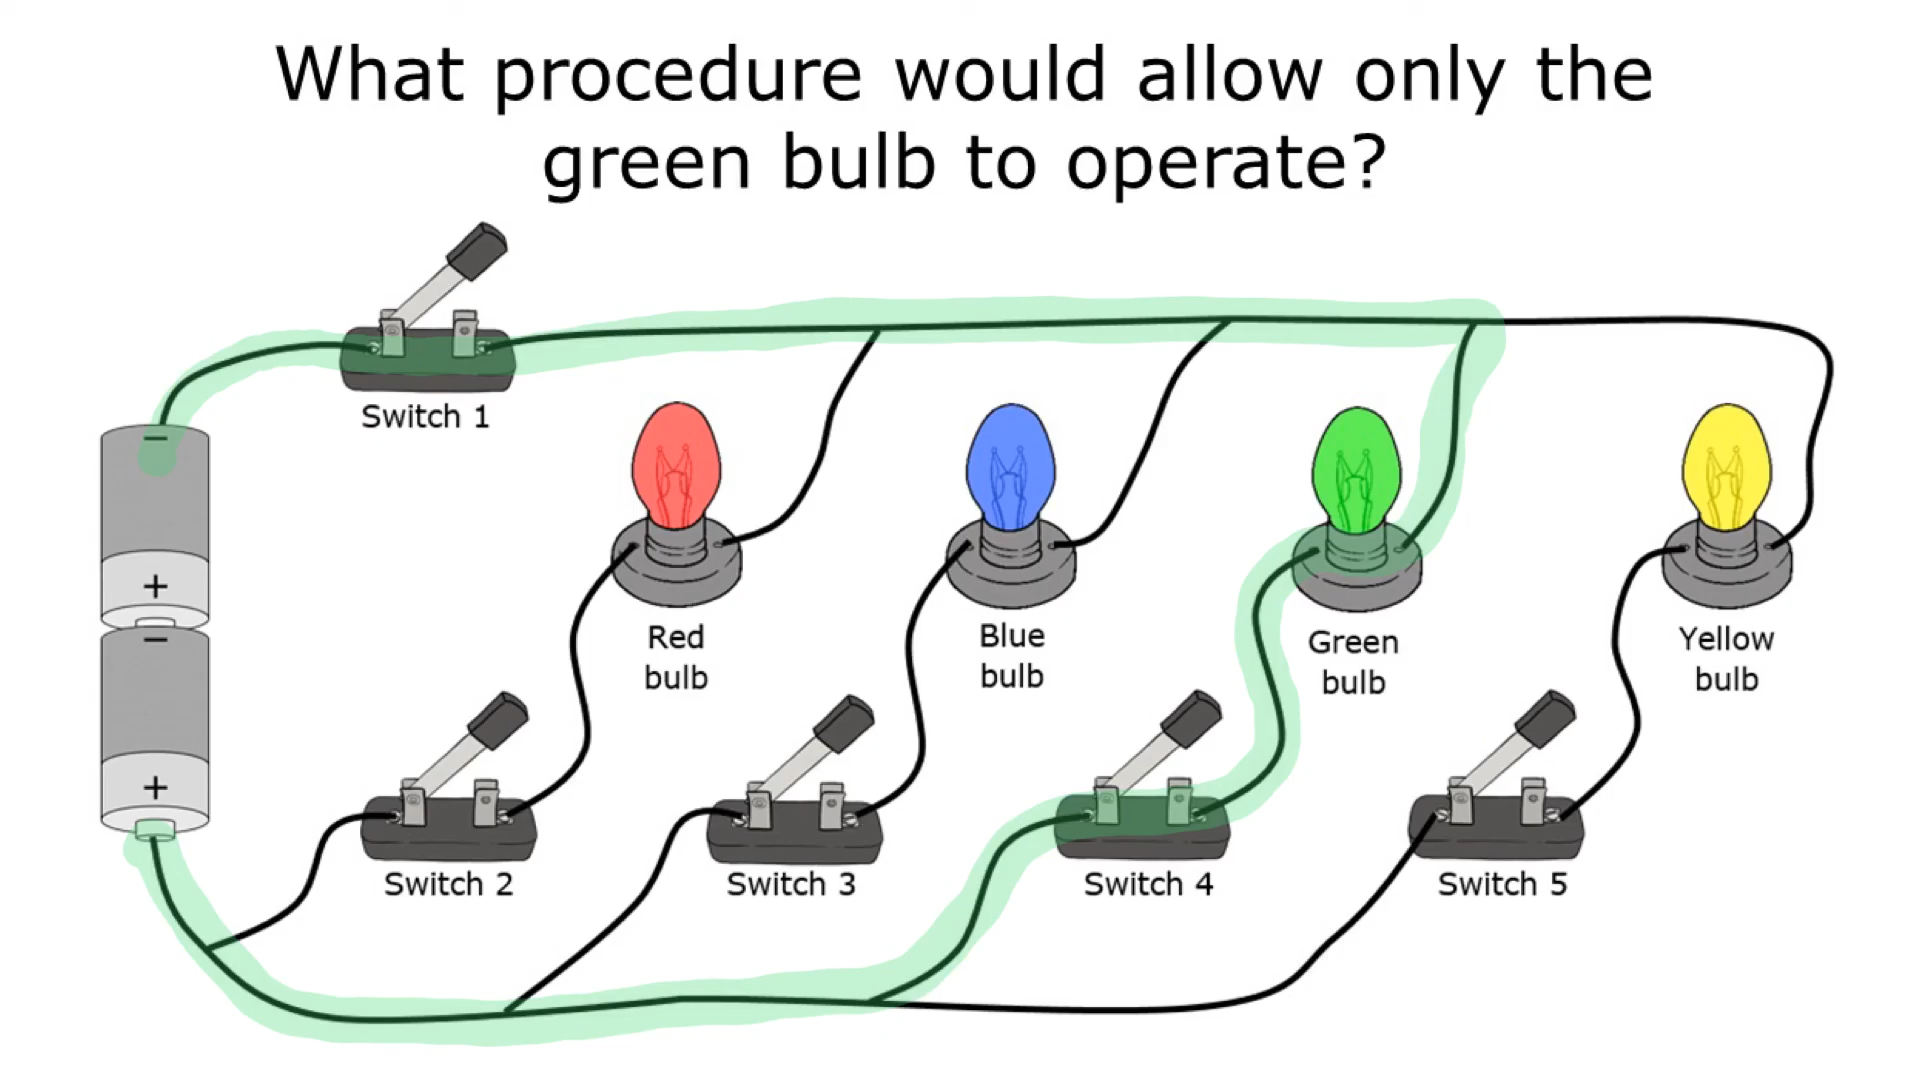 What procedure would allow only the
green bulb to operate?
Switch 1
−
+
−
+
Red
bulb
Blue
bulb
Green
bulb
Yellow
bulb
Switch 2
Switch 3
Switch 4
Switch 5